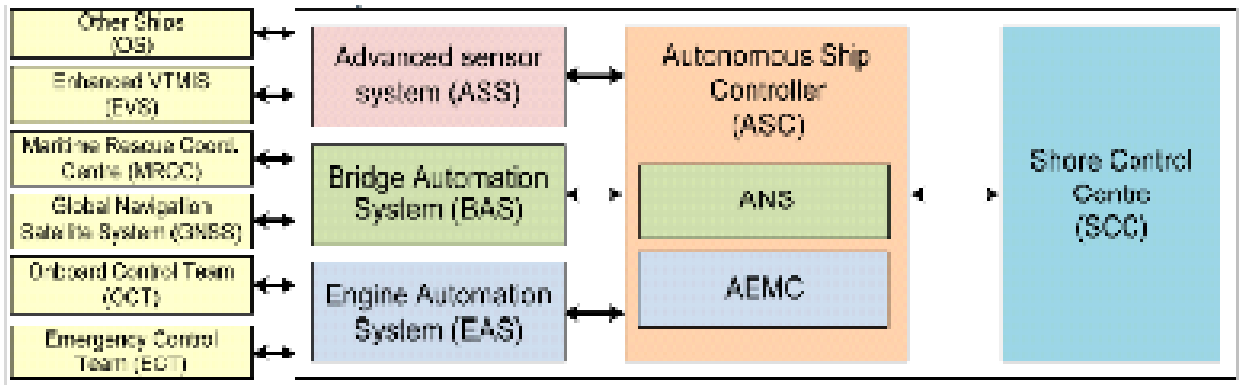 Other Ships
(OS)
Enhanced VTMIS
(EVS)
Maritime Rescue Coord.
Centre (MRCC)
Global Navigation
Satellite System (GNSS)
Onboard Control Team
(OCT)
Emergency Control
Team (ECT)
Advanced sensor
system (ASS)
Bridge Automation
System (BAS)
Engine Automation
System (EAS)
Autonomous Ship
Controller
(ASC)
ANS
AEMC
Shore Control
Centre
(SCC)